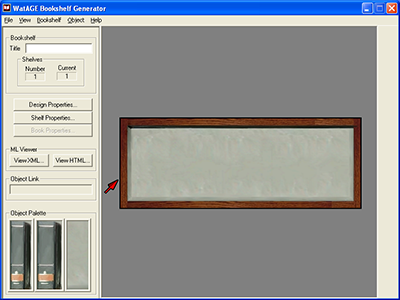 WatAGE Bookshelf Generator
File View Bookshelf Object Help
Bookshelf
Title
Shelves
Number Current
1 1
Design Properties...
Shelf Properties...
Book Properties...
ML Viewer
View XML... View HTML...
Object Link
Object Palette